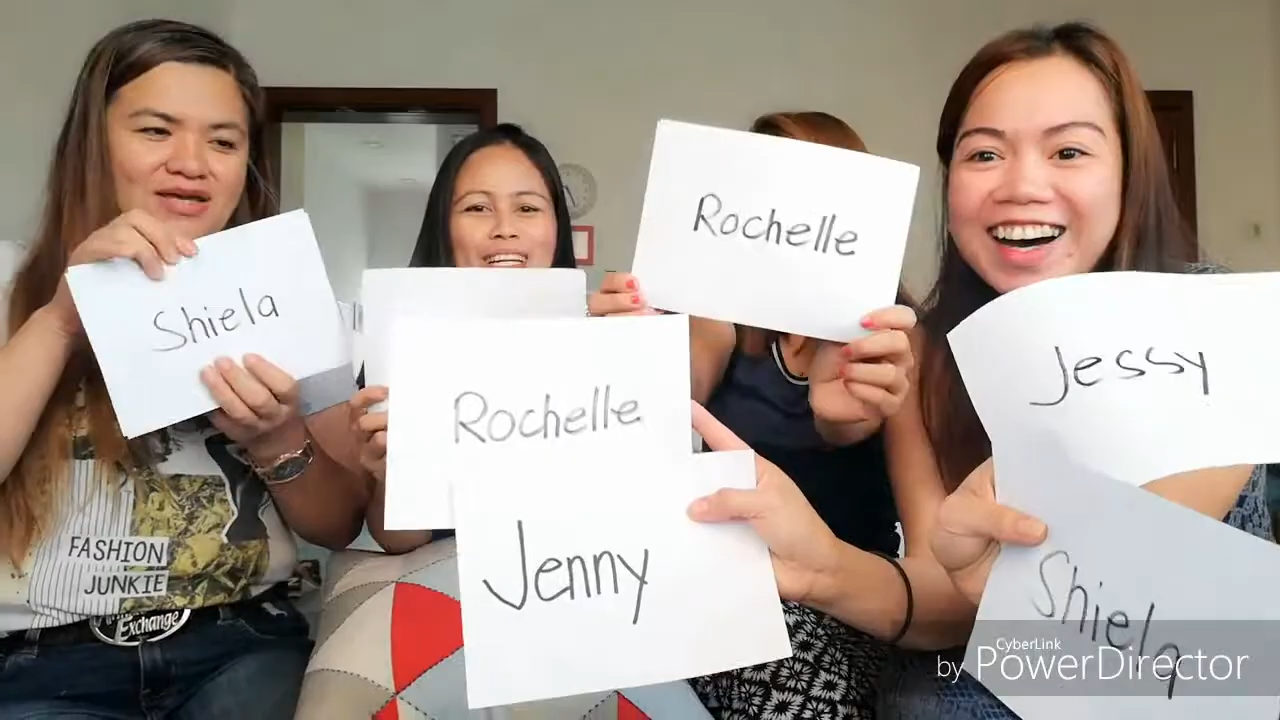 Shiela
Rochelle
Rochelle
Jenny
Jessy
Shiela
FASHION
JUNKIE
Exchange
CyberLink
by PowerDirector